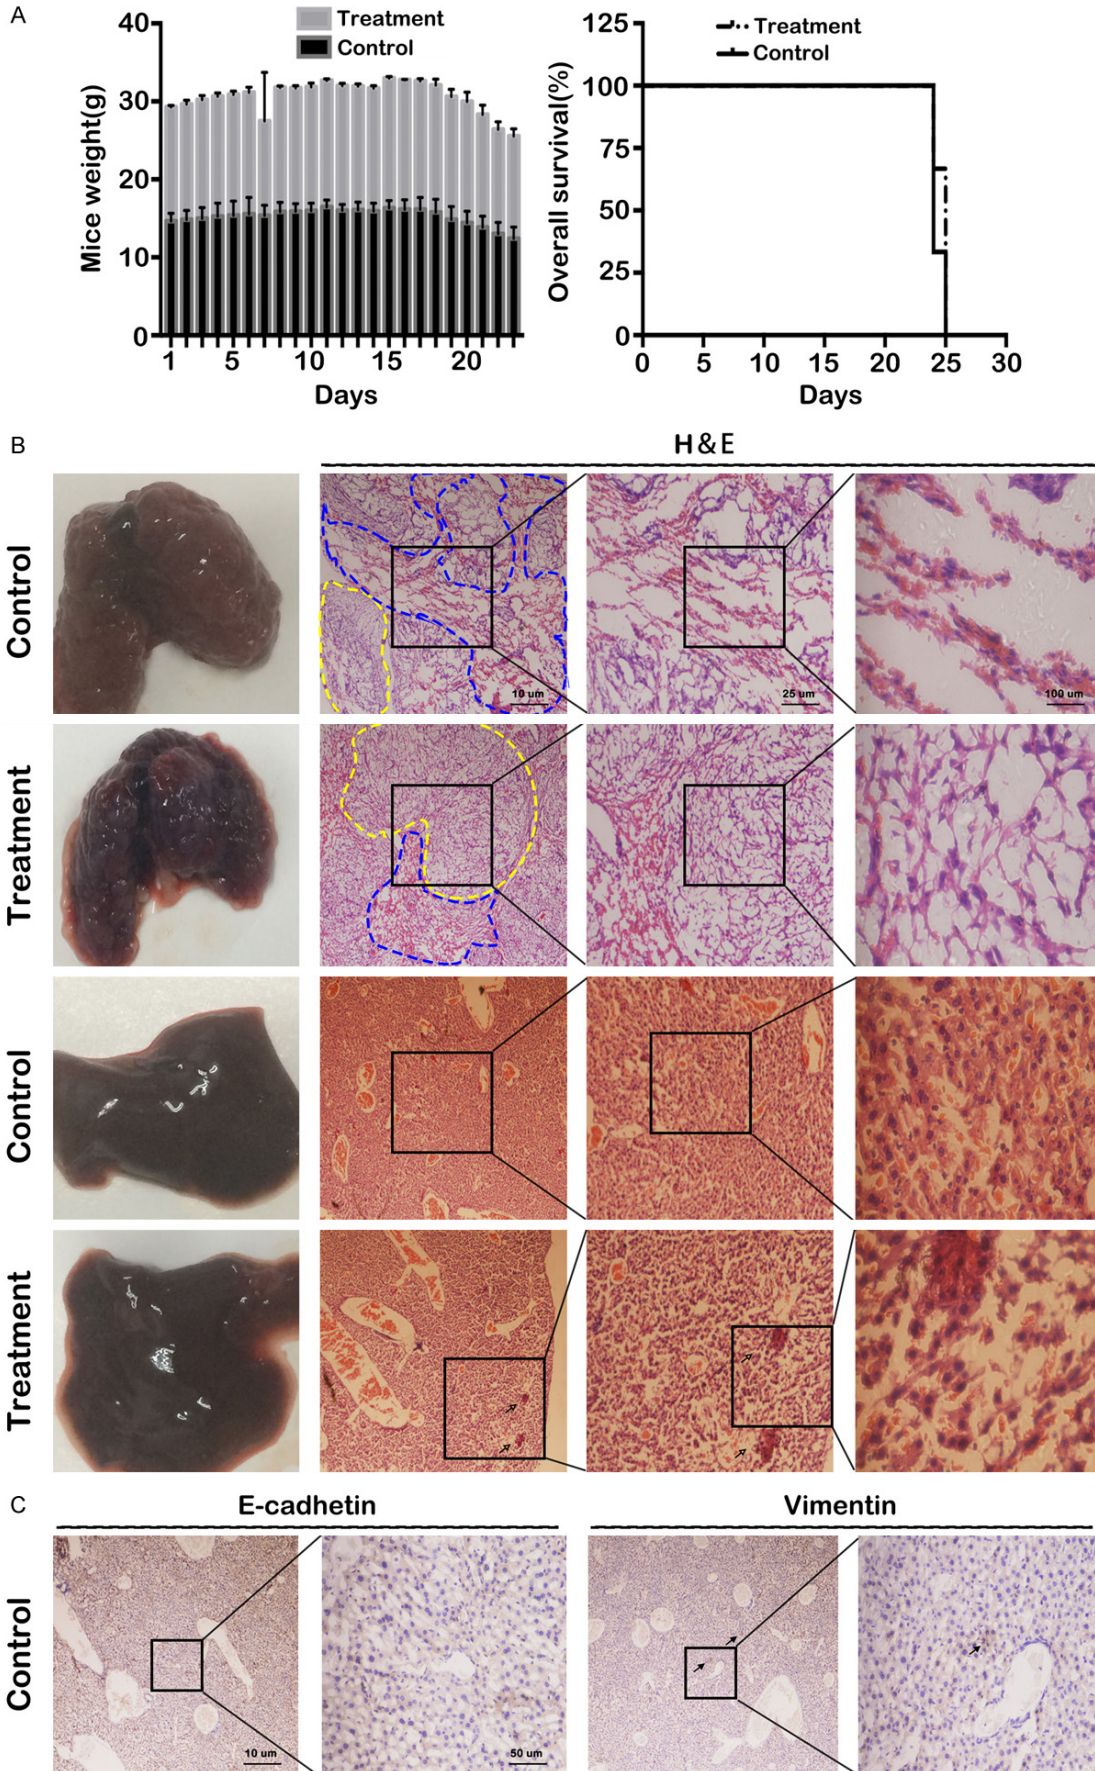 A
Treatment
Control
Mice weight(g)
40
30
20
10
0
1
5
10
15
20
Days
Treatment
Control
Overall survival(%)
125
100
75
50
25
0
0
5
10
15
20
25
30
Days
B
H & E
Control
10 um
25 um
100 um
Treatment
Control
Treatment
C
E-cadhetin
Vimentin
Control
10 um
50 um